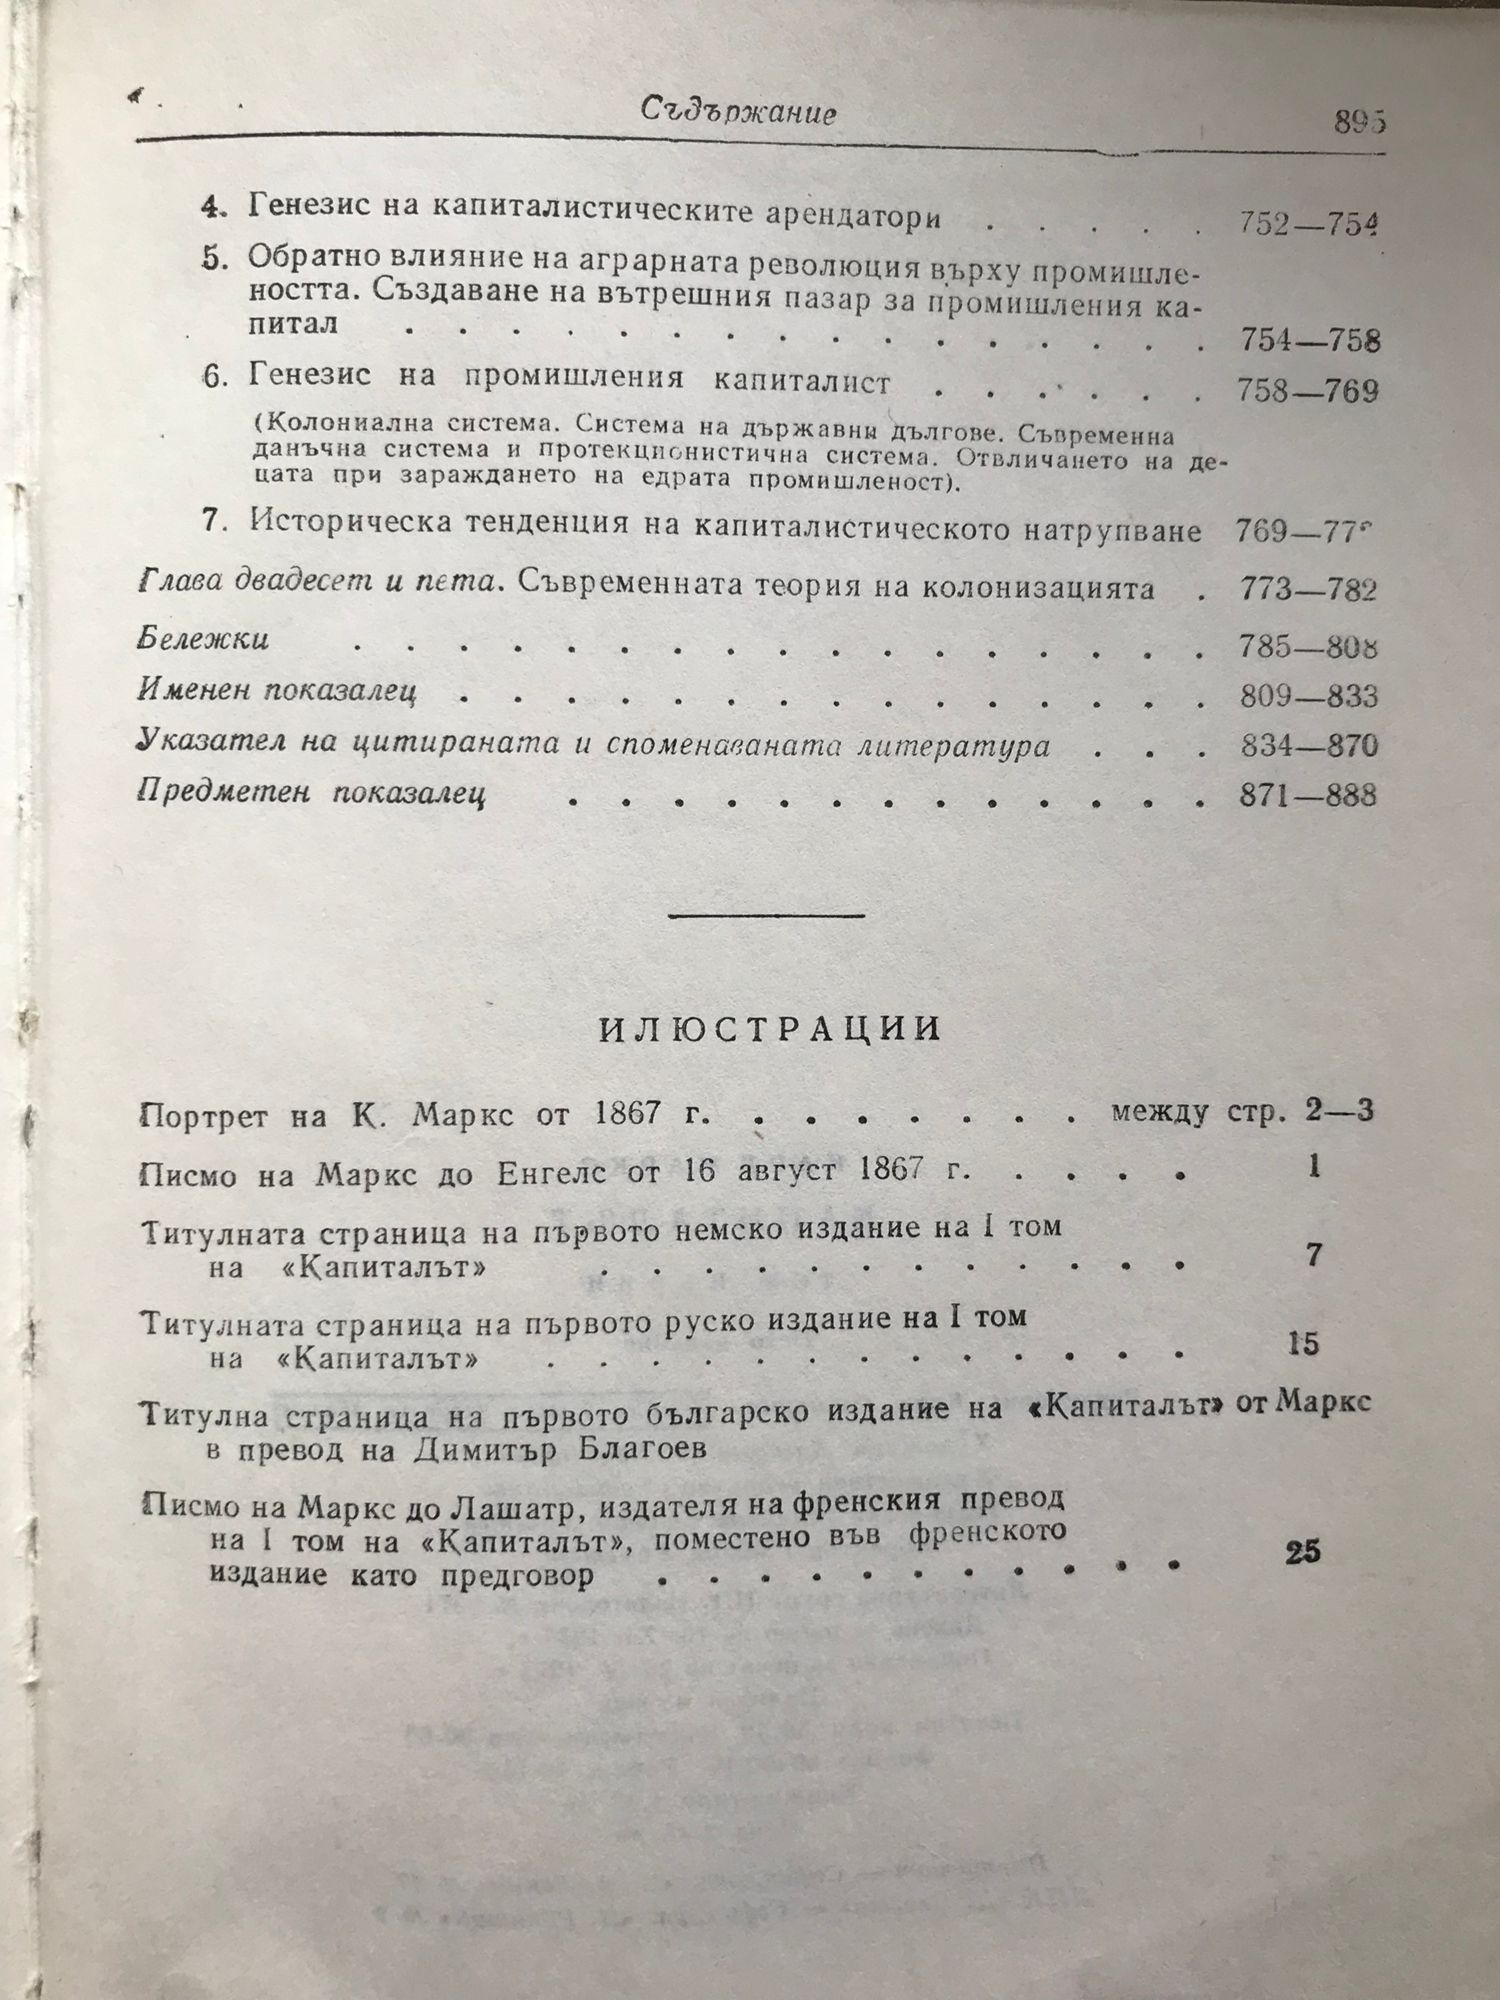 Съдържание 895
4. Генезис на капиталистическите арендатори . . . . . 752—754
5. Обратно влияние на аграрната революция върху промишле-
ността. Създаване на вътрешния пазар за промишления ка-
питал . . . . . . . . . . . . . . . . 754—758
6. Генезис на промишления капиталист . . . . . . 758—769
(Колониална система. Система на държавни дългове. Съвременна
данъчна система и протекционистична система. Отвличането на де-
цата при зараждането на едрата промишленост).
7. Историческа тенденция на капиталистическото натрупване 769—
Глава двадесет и пета. Съвременната теория на колонизацията . 773—782
Бележки . . . . . . . . . . . . . . . . . 785—808
Именен показалец . . . . . . . . . . . . . . . 809—833
Указател на цитираната и споменаваната литература . . . 834—870
Предметен показалец . . . . . . . . . . . . . 871—888
ИЛЮСТРАЦИИ
Портрет на К. Маркс от 1867 г. . . . . . . . между стр. 2—3
Писмо на Маркс до Енгелс от 16 август 1867 г. . . . . 1
Титулната страница на първото немско издание на I том
на «Капиталът» . . . . . . . . . . . . 7
Титулната страница на първото руско издание на I том
на «Капиталът» . . . . . . . . . . . . . 15
Титулна страница на първото българско издание на «Капиталът» от Маркс
в превод на Димитър Благоев
Писмо на Маркс до Лашатр, издателя на френския превод
на I том на «Капиталът», поместено във френското
издание като предговор . . . . . . . . . . . 25